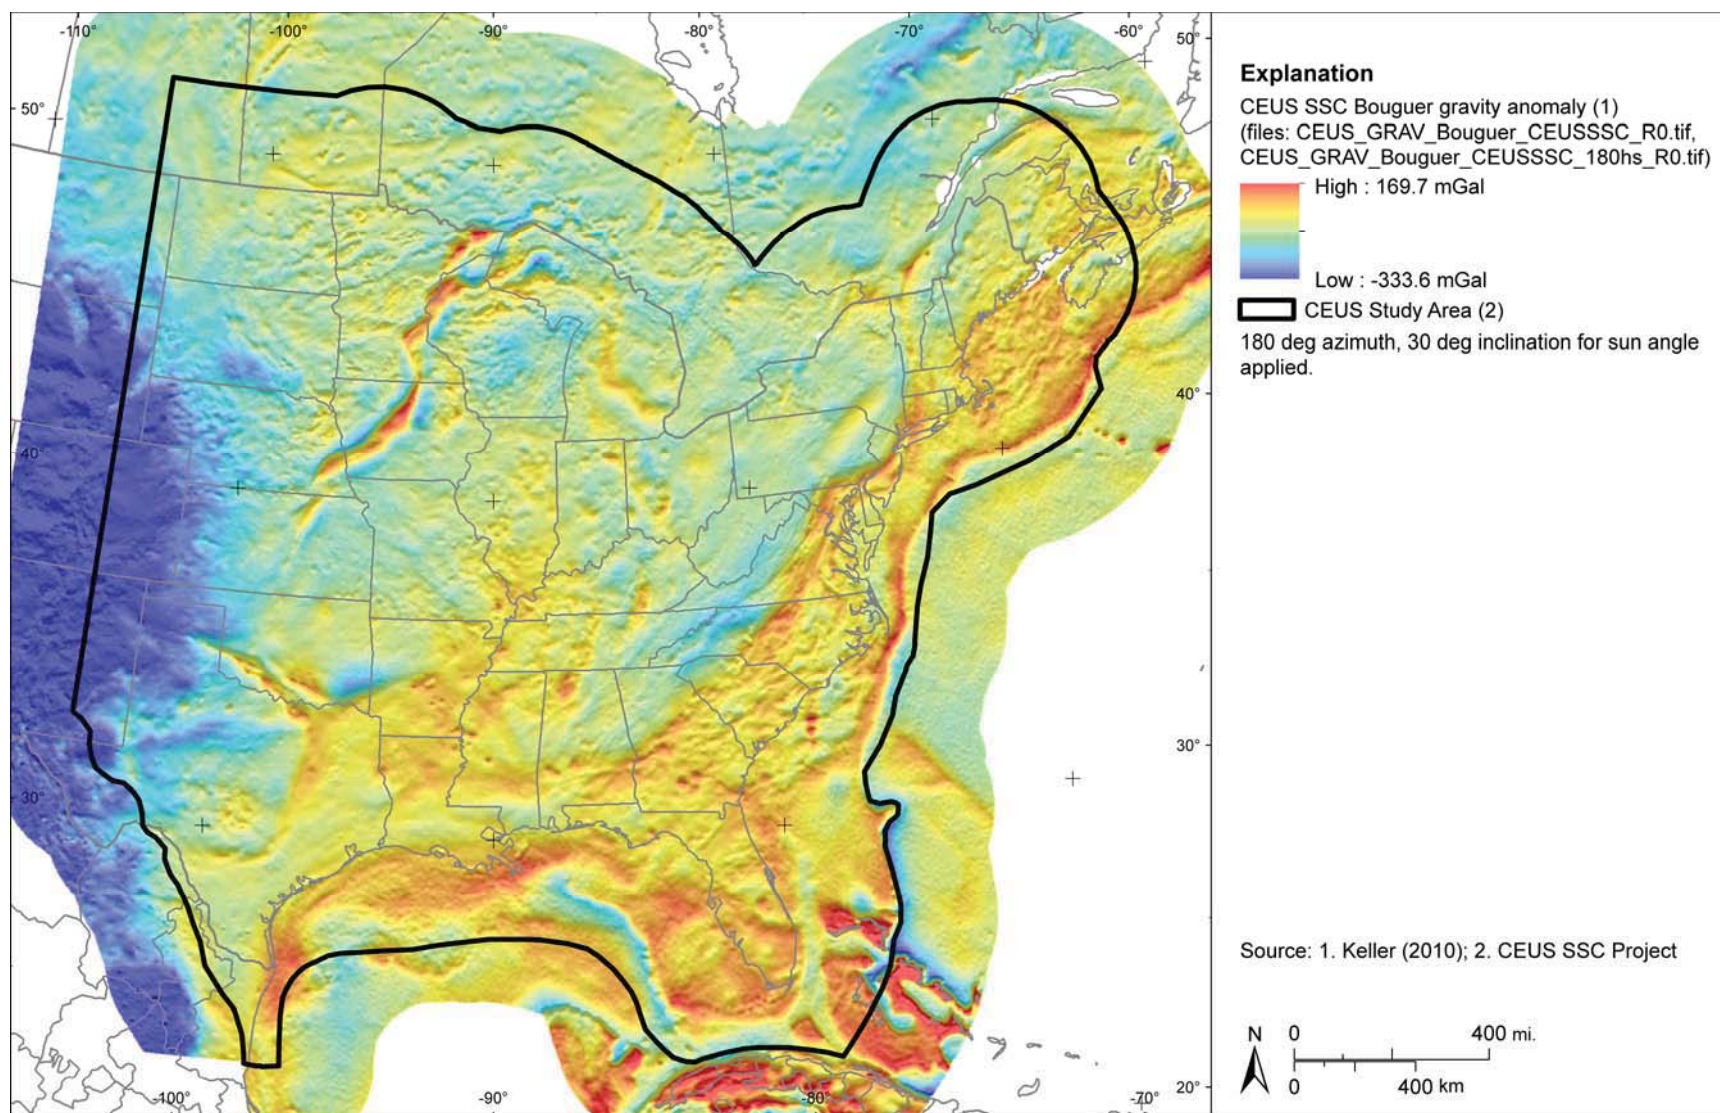 -110°
-100°
-90°
-80°
-70°
-60°
50°
50°
40°
40°
30°
30°
20°
-100°
-90°
-80°
-70°
Explanation
CEUS SSC Bouguer gravity anomaly (1)
(files: CEUS_GRAV_Bouguer_CEUSSSC_R0.tif,
CEUS_GRAV_Bouguer_CEUSSSC_180hs_R0.tif)
High : 169.7 mGal
Low : -333.6 mGal
CEUS Study Area (2)
180 deg azimuth, 30 deg inclination for sun angle
applied.
Source: 1. Keller (2010); 2. CEUS SSC Project
N
0 400 mi.
0 400 km